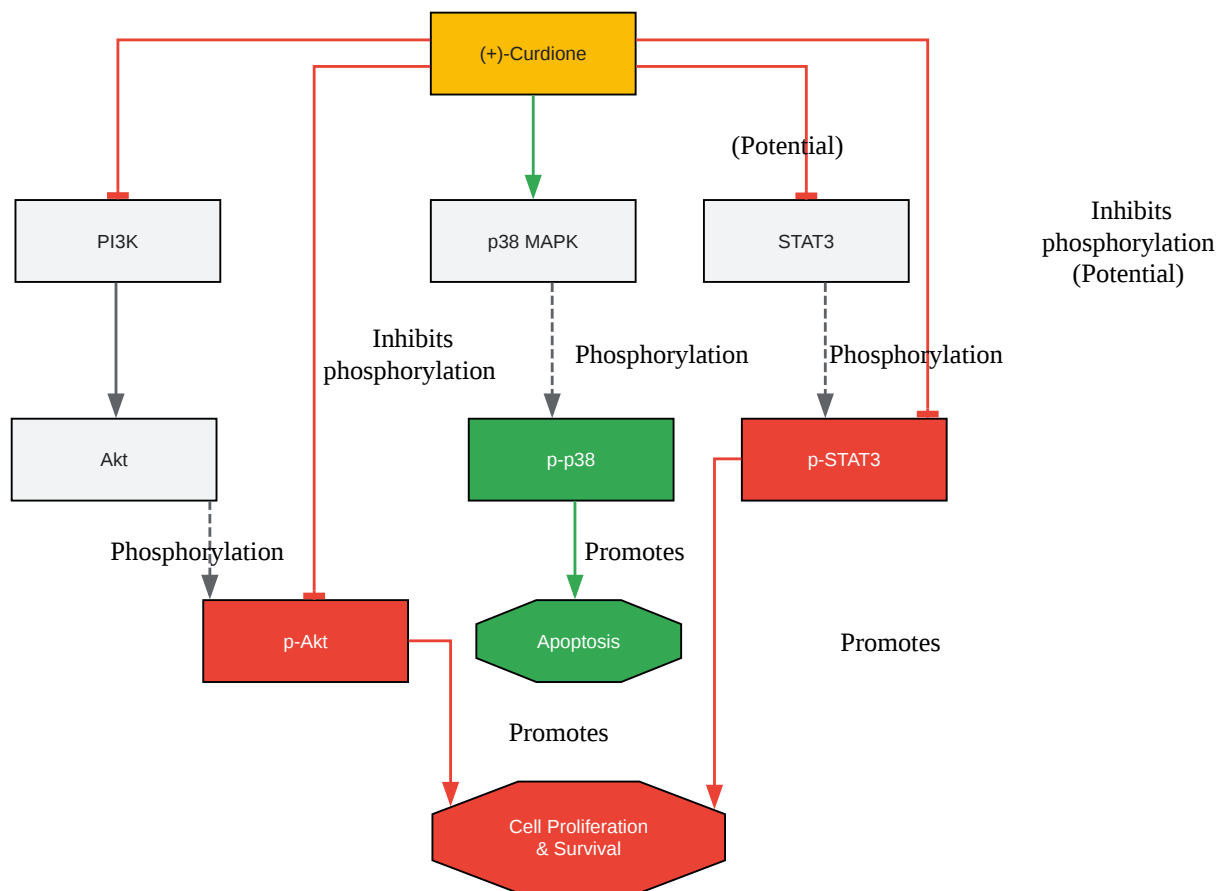 (+)-Curdione
(Potential)
PI3K
p38 MAPK
STAT3
Inhibits
phosphorylation
(Potential)
Inhibits
phosphorylation
Phosphorylation
Phosphorylation
Akt
p-p38
p-STAT3
Phosphorylation
Promotes
p-Akt
Apoptosis
Promotes
Promotes
Cell Proliferation
& Survival